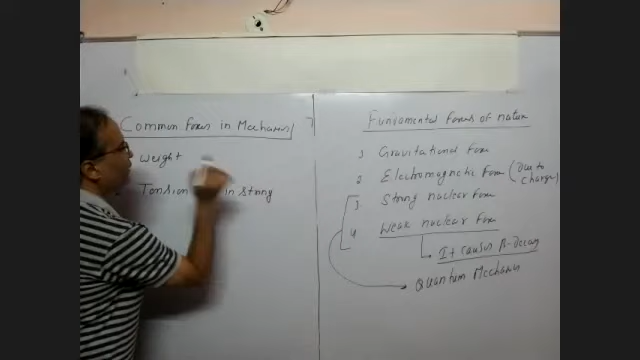 Common forces in Mechanics
Weight
Tension in string
Fundamental forces of nature
1 Gravitational force
2 Electromagnetic force (due to charge)
3 Strong nuclear force
4 Weak nuclear force
It causes β-decay
Quantum Mechanics